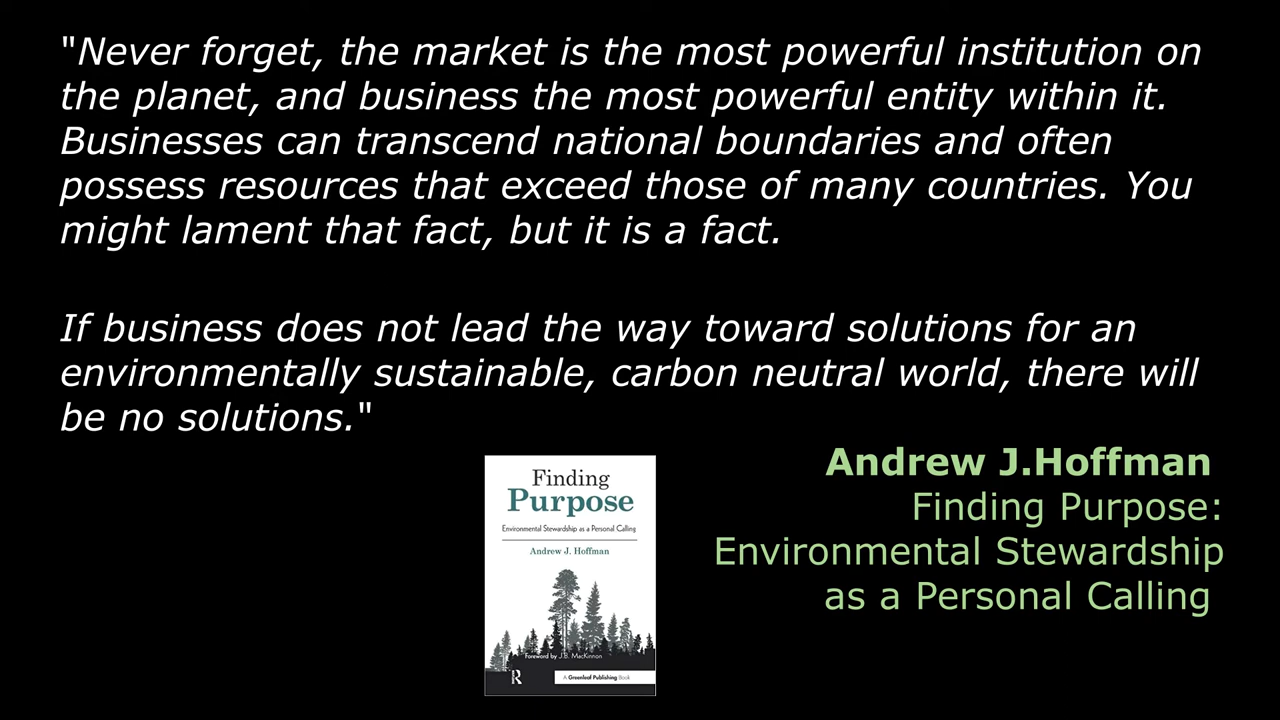 "Never forget, the market is the most powerful institution on
the planet, and business the most powerful entity within it.
Businesses can transcend national boundaries and often
possess resources that exceed those of many countries. You
might lament that fact, but it is a fact.
If business does not lead the way toward solutions for an
environmentally sustainable, carbon neutral world, there will
be no solutions."
Andrew J.Hoffman
Finding Purpose:
Environmental Stewardship
as a Personal Calling
Finding
Purpose
Environmental Stewardship as a Personal Calling
Andrew J. Hoffman
Foreword by J.B. MacKinnon
R
A Greenleaf Publishing Book